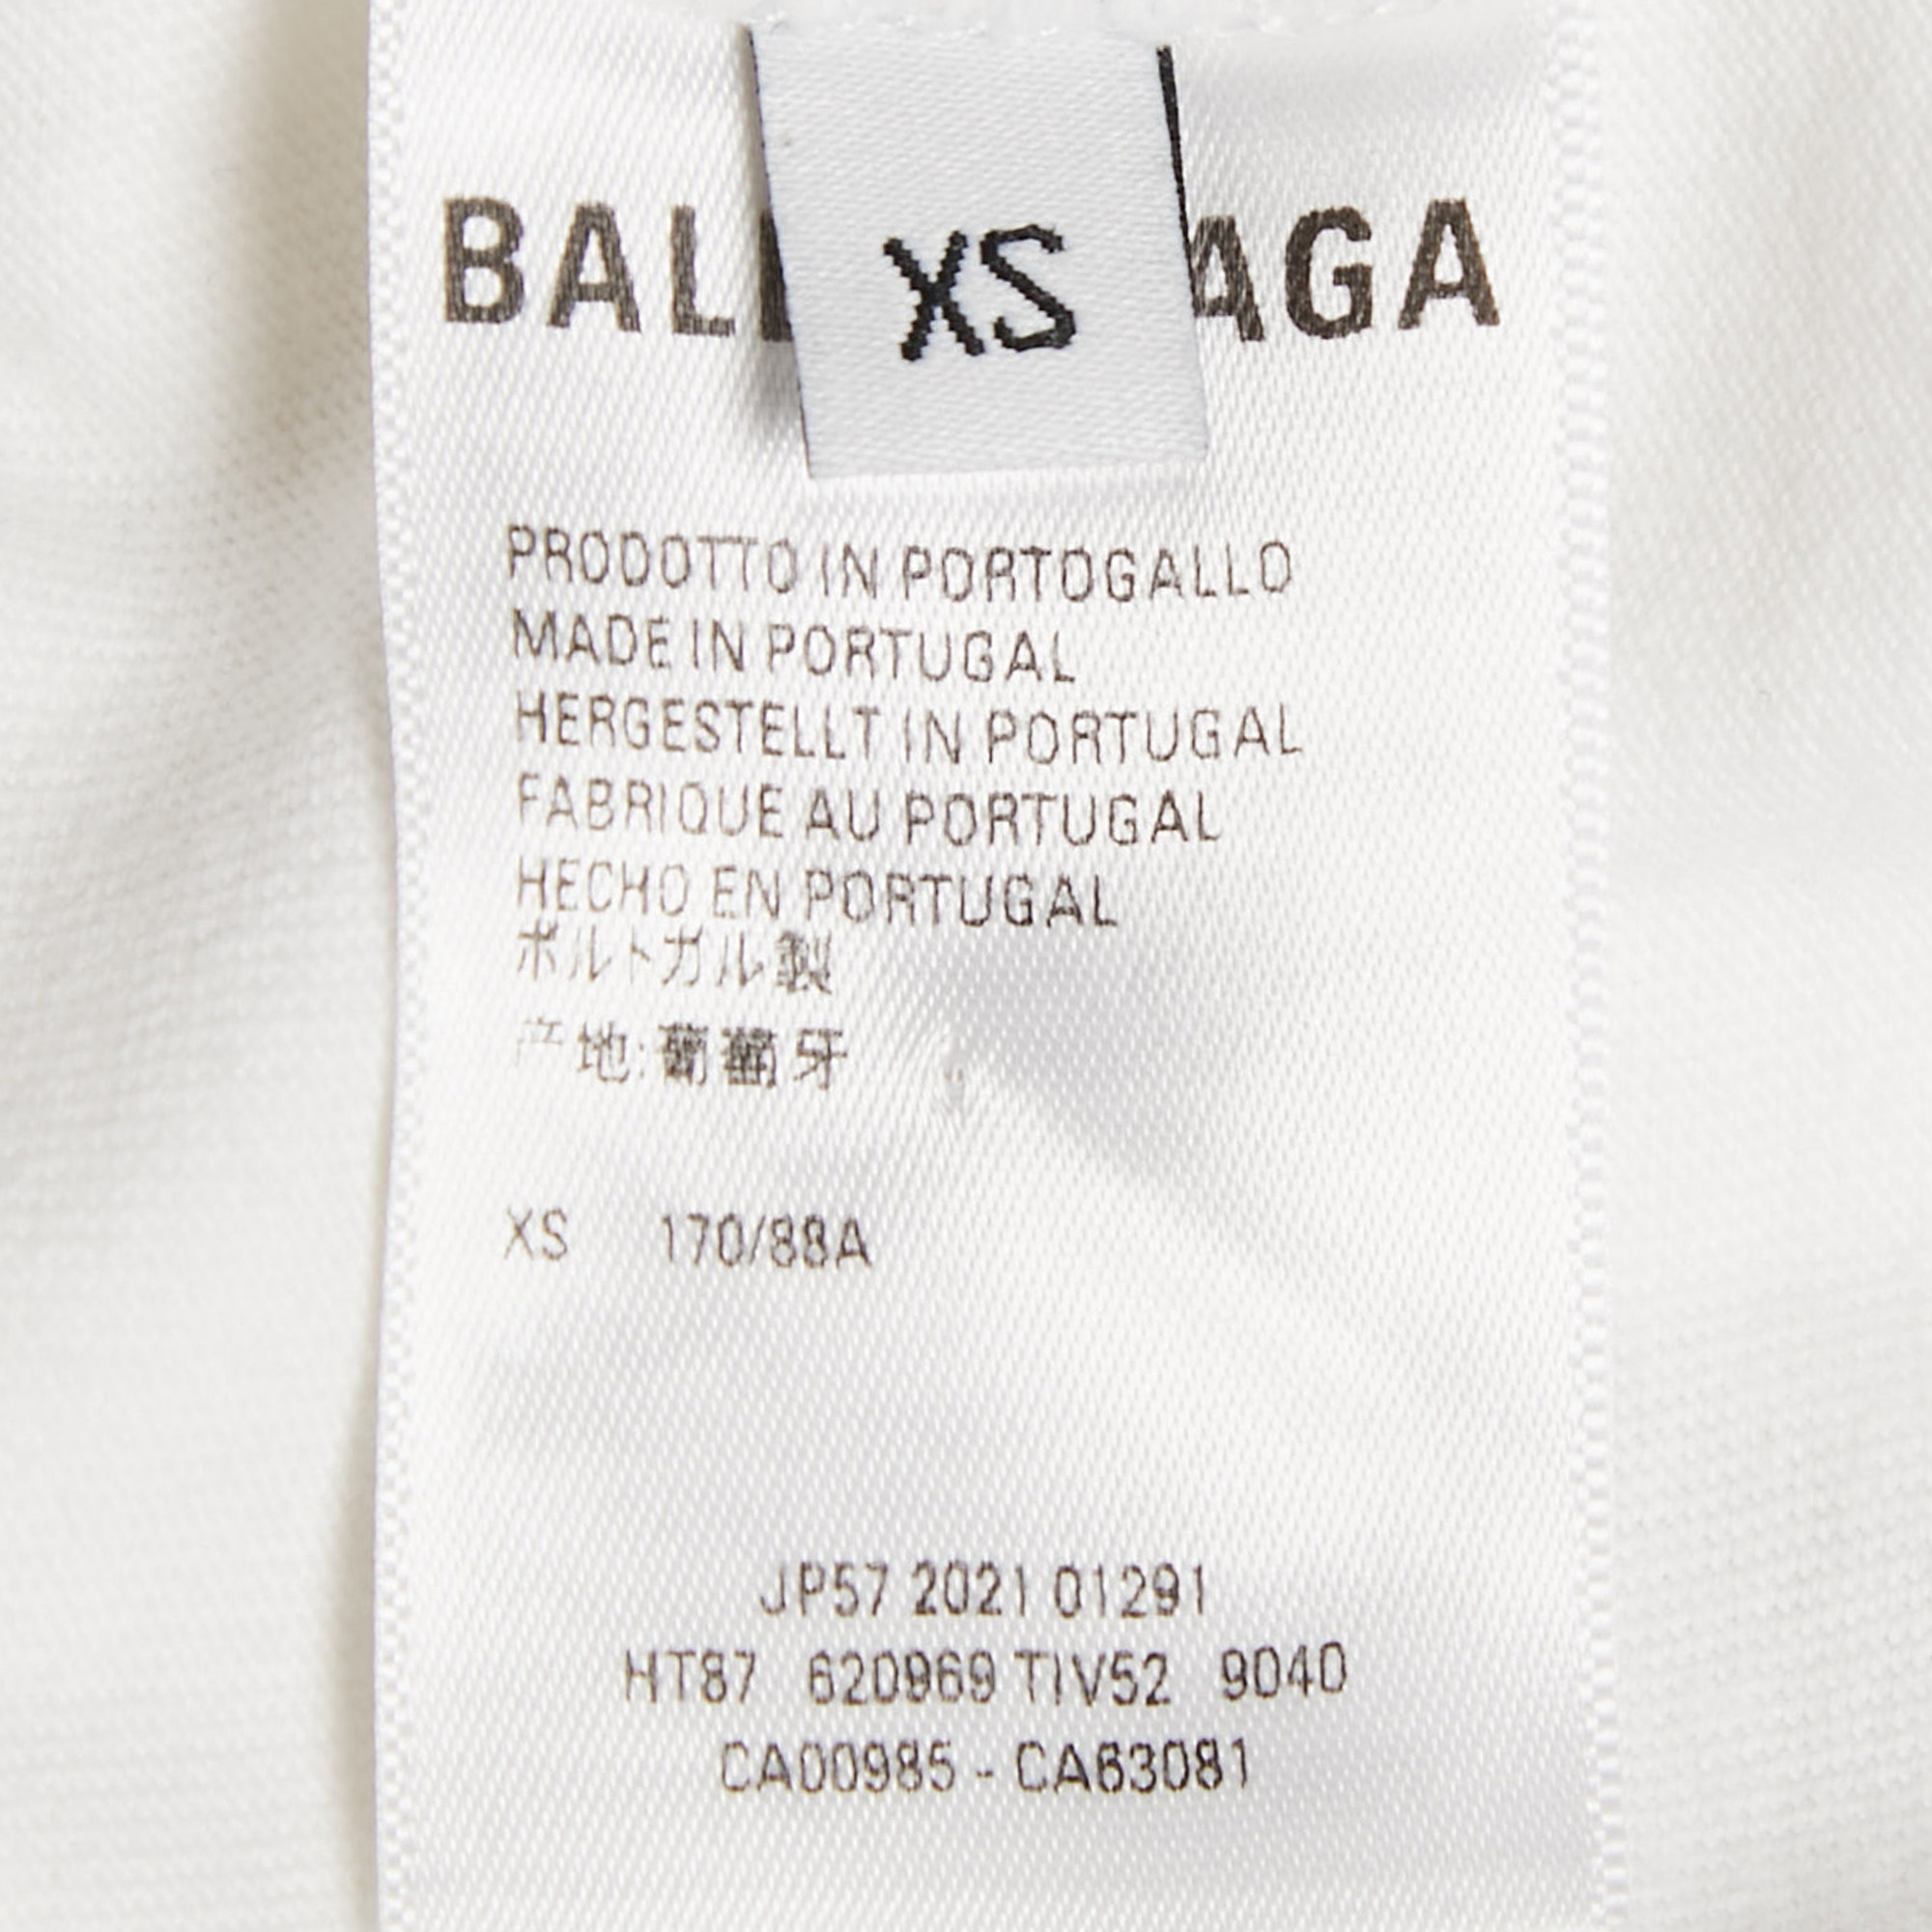 BAL AGA
XS
PRODOTTO IN PORTOGALLO
MADE IN PORTUGAL
HERGESTELLT IN PORTUGAL
FABRIQUE AU PORTUGAL
HECHO EN PORTUGAL
ポルトガル製
产地:葡萄牙
XS 170/88A
JP57 2021 01291
HT87 620969 TIV52 9040
CA00985 - CA63081